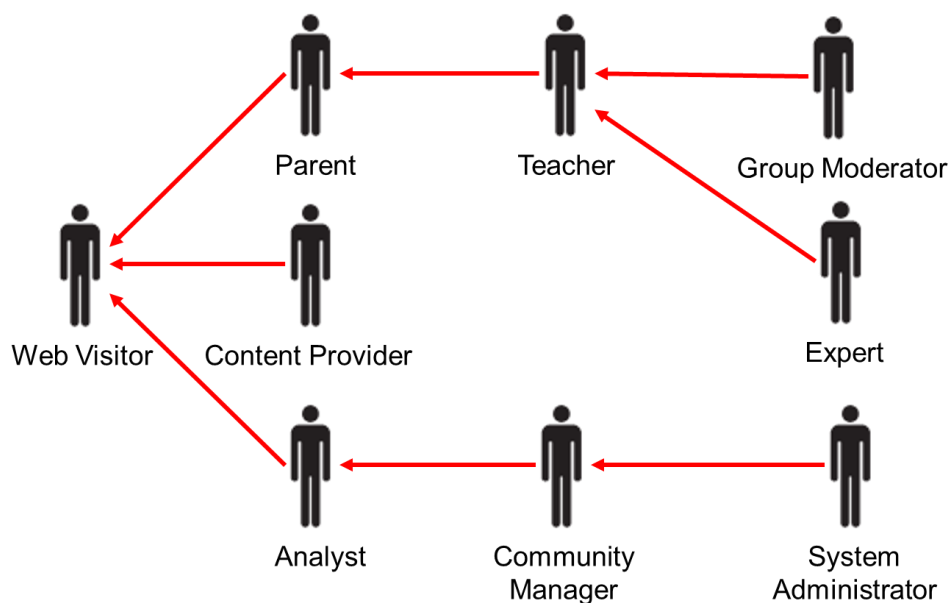 Parent
Teacher
Group Moderator
Web Visitor
Content Provider
Expert
Analyst
Community
Manager
System
Administrator